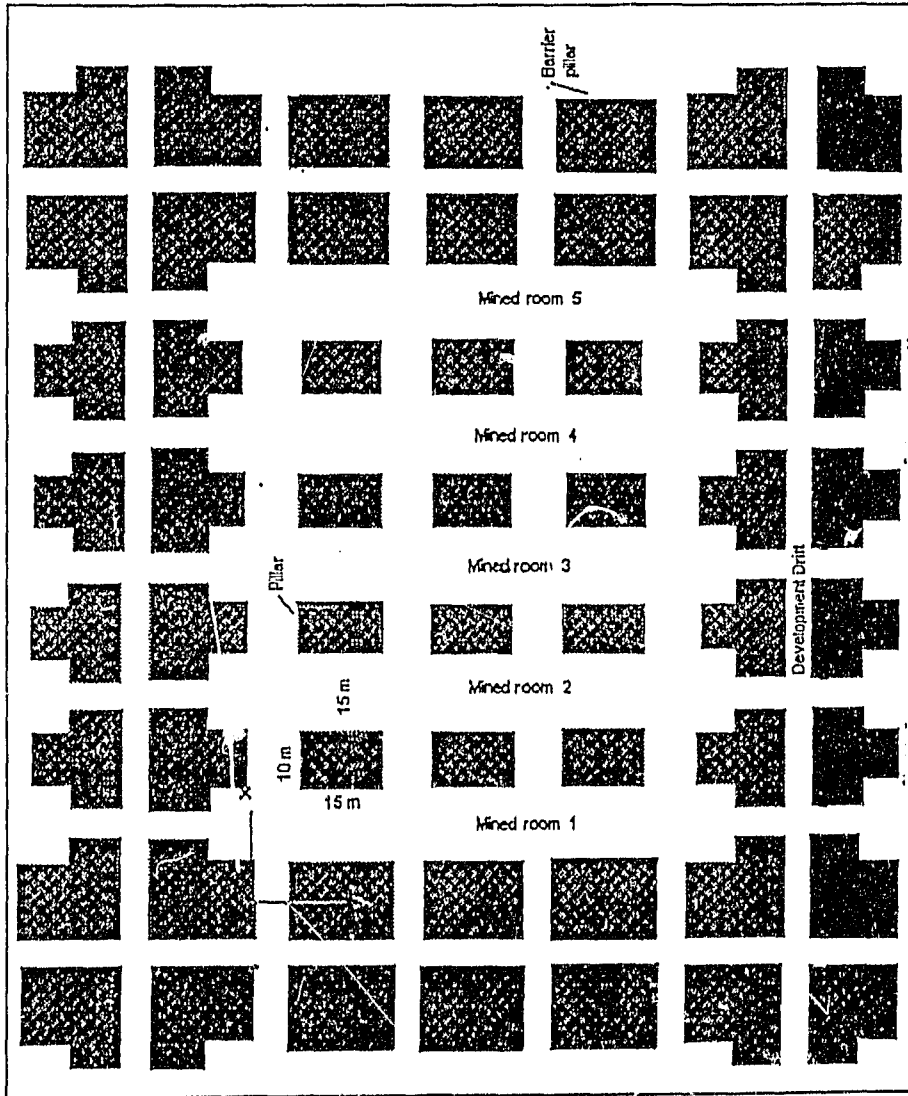 Barrier
pillar
Mined room 5
Mined room 4
Pillar
Mined room 3
Development Drift
15 m
Mined room 2
10 m
15 m
Mined room 1